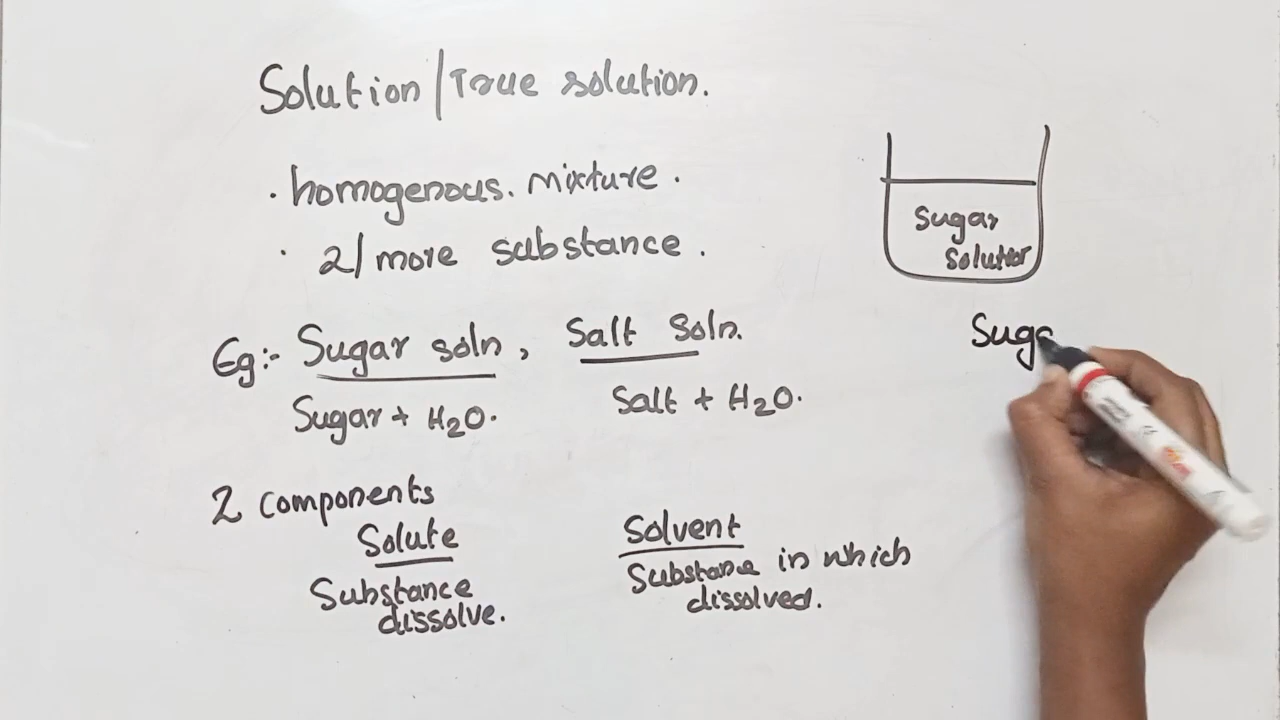 Solution/True solution.
· homogenous. mixture.
· 2/more substance.
Eg:- Sugar soln, Salt soln.
Sugar + H2O. Salt + H2O.
2 components
Solute
Substance
dissolve.
Solvent
Substance in which
dissolved.
Sugar
Solution
Suga